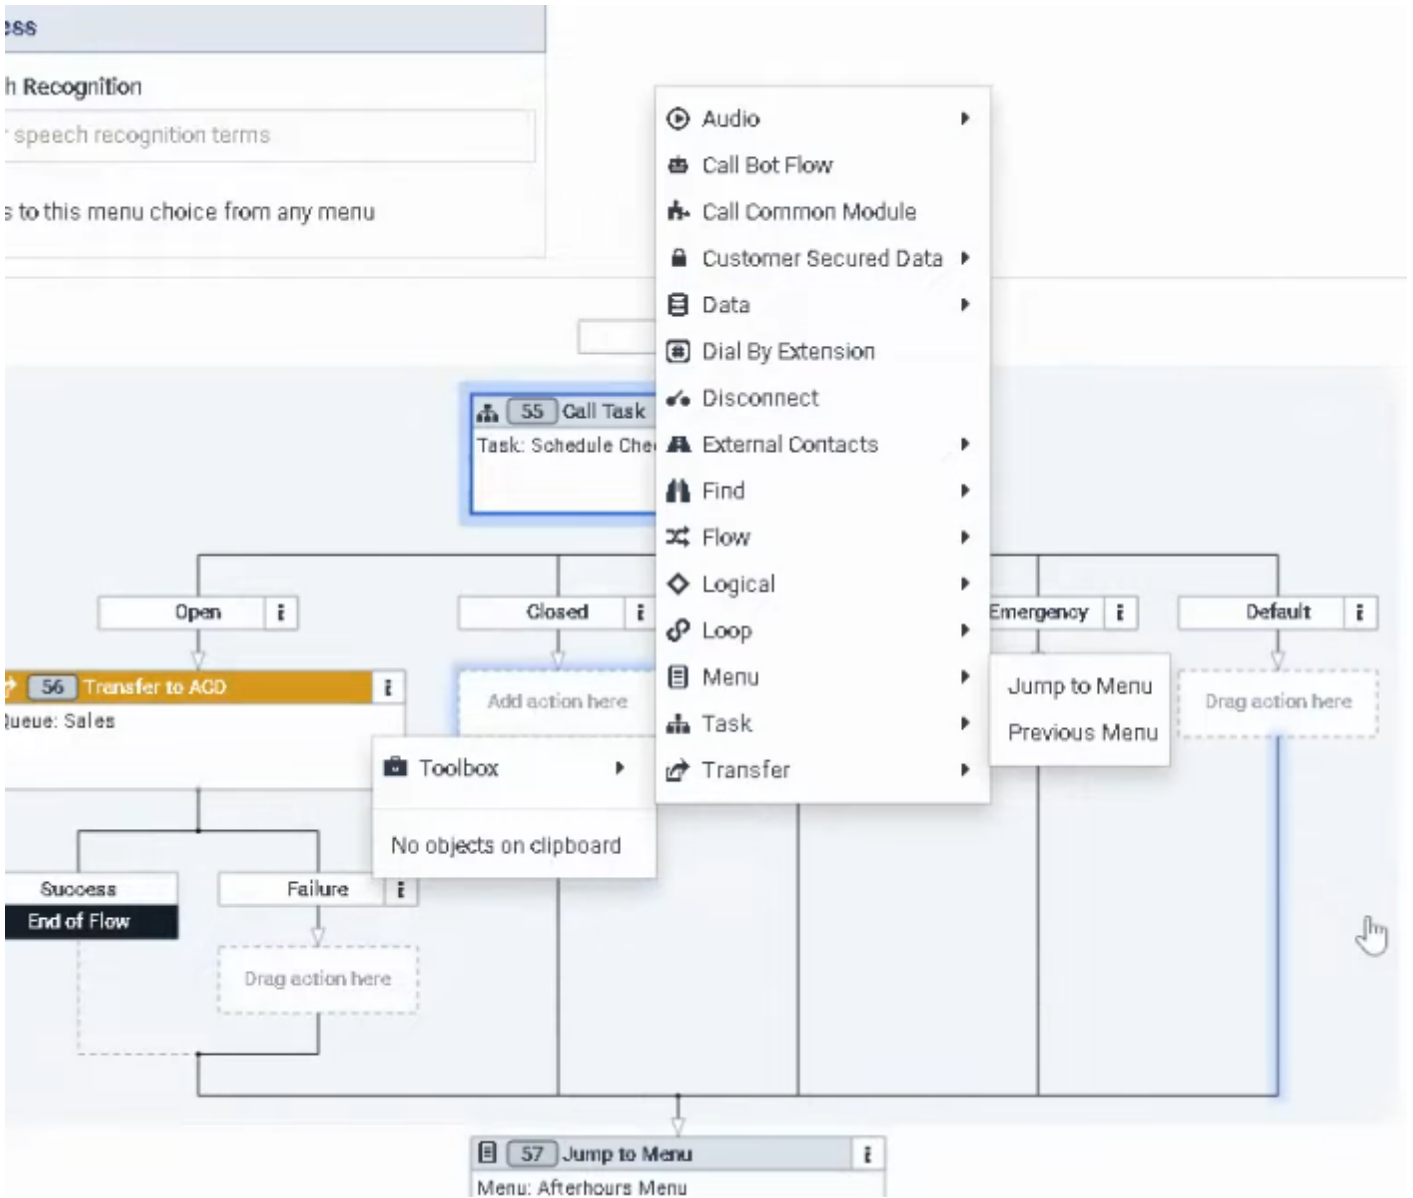 ess
h Recognition
r speech recognition terms
s to this menu choice from any menu
Audio
Call Bot Flow
Call Common Module
Customer Secured Data
Data
Dial By Extension
Disconnect
External Contacts
Find
Flow
Logical
Loop
Menu
Task
Transfer
Jump to Menu
Previous Menu
55 Call Task
Task: Schedule Chec
Open
Closed
Emergency
Default
56 Transfer to ACD
Queue: Sales
Add action here
Drag action here
Toolbox
No objects on clipboard
Success
End of Flow
Failure
Drag action here
57 Jump to Menu
Menu: Afterhours Menu